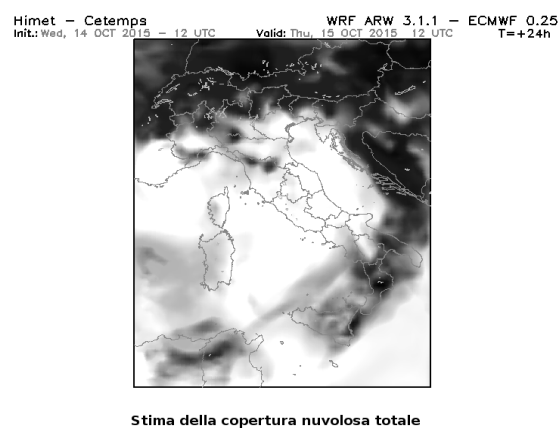 Himet – Cetemps WRF ARW 3.1.1 – ECMWF 0.25
Init.: Wed, 14 OCT 2015 – 12 UTC Valid: Thu, 15 OCT 2015 12 UTC T=+24h
Stima della copertura nuvolosa totale